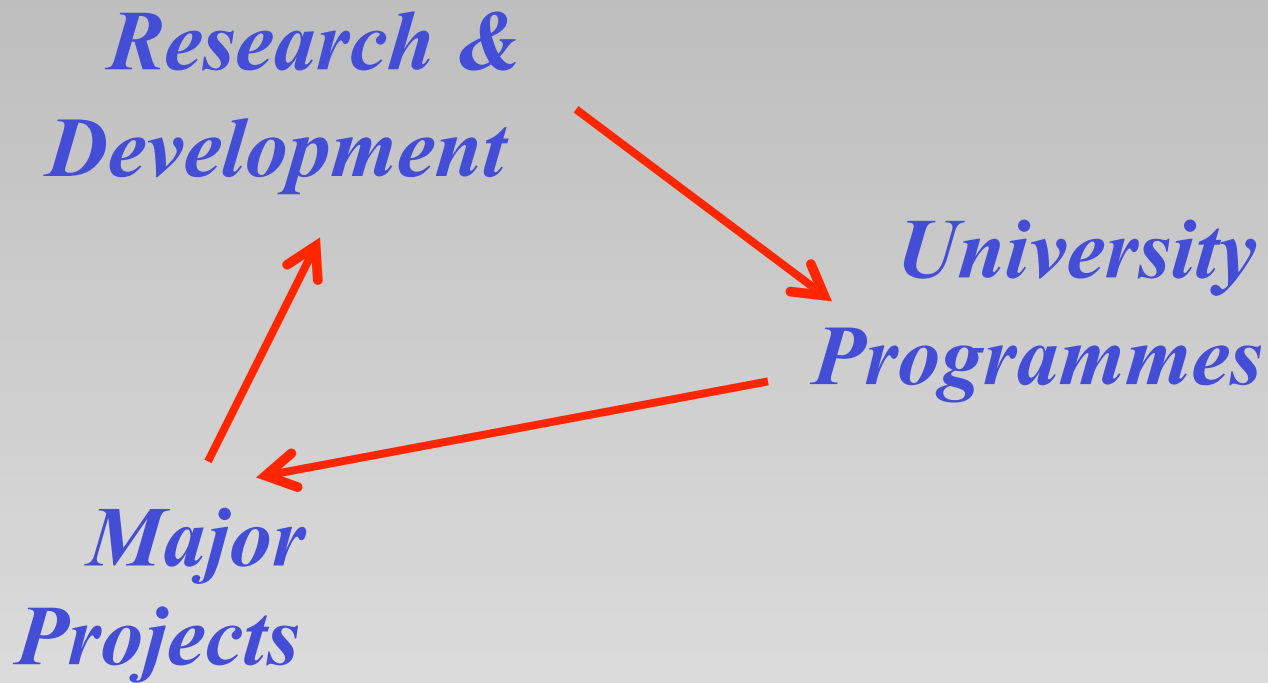 Research &
Development
University
Programmes
Major
Projects